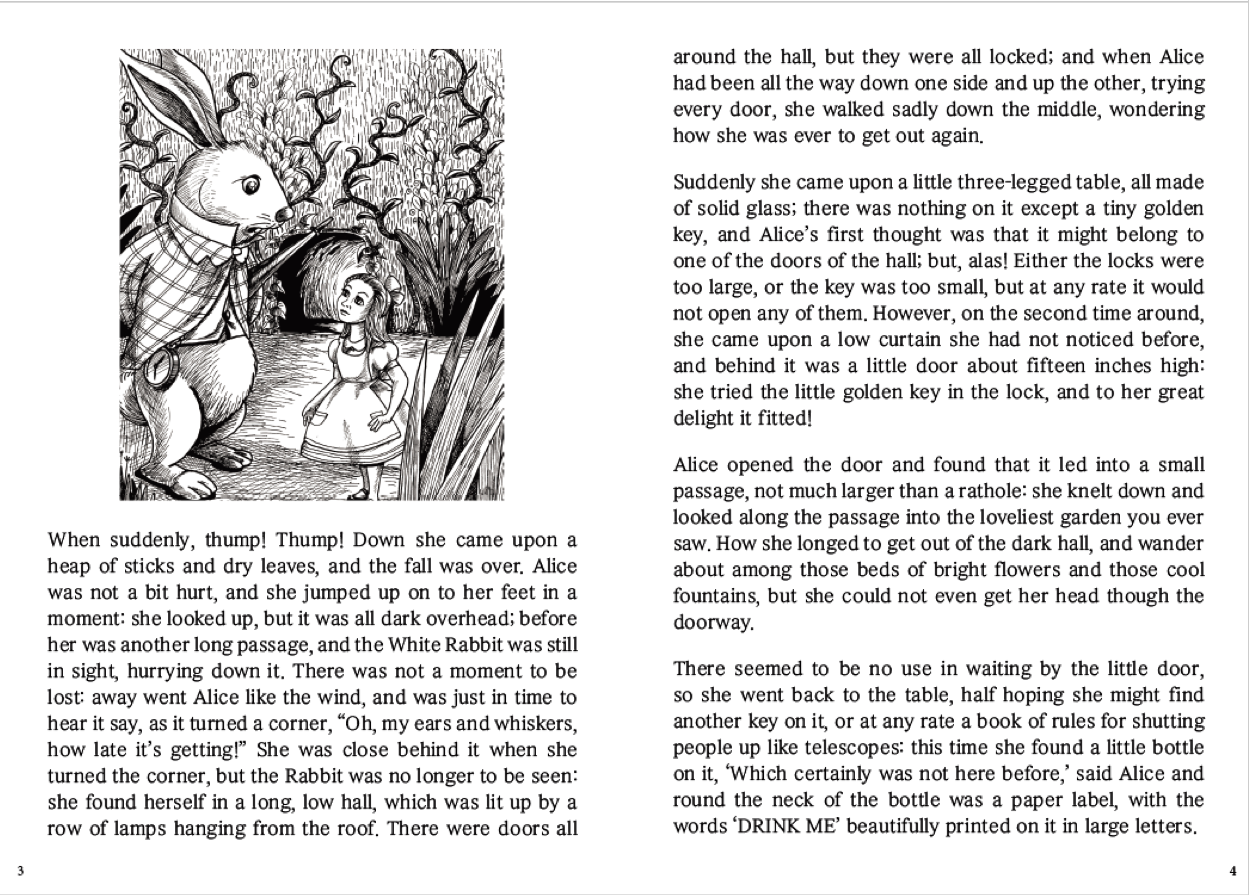 When suddenly, thump! Thump! Down she came upon a
heap of sticks and dry leaves, and the fall was over. Alice
was not a bit hurt, and she jumped up on to her feet in a
moment: she looked up, but it was all dark overhead; before
her was another long passage, and the White Rabbit was still
in sight, hurrying down it. There was not a moment to be
lost: away went Alice like the wind, and was just in time to
hear it say, as it turned a corner, “Oh, my ears and whiskers,
how late it’s getting!” She was close behind it when she
turned the corner, but the Rabbit was no longer to be seen:
she found herself in a long, low hall, which was lit up by a
row of lamps hanging from the roof. There were doors all
3
around the hall, but they were all locked; and when Alice
had been all the way down one side and up the other, trying
every door, she walked sadly down the middle, wondering
how she was ever to get out again.
Suddenly she came upon a little three-legged table, all made
of solid glass; there was nothing on it except a tiny golden
key, and Alice’s first thought was that it might belong to
one of the doors of the hall; but, alas! Either the locks were
too large, or the key was too small, but at any rate it would
not open any of them. However, on the second time around,
she came upon a low curtain she had not noticed before,
and behind it was a little door about fifteen inches high:
she tried the little golden key in the lock, and to her great
delight it fitted!
Alice opened the door and found that it led into a small
passage, not much larger than a rathole: she knelt down and
looked along the passage into the loveliest garden you ever
saw. How she longed to get out of the dark hall, and wander
about among those beds of bright flowers and those cool
fountains, but she could not even get her head though the
doorway.
There seemed to be no use in waiting by the little door,
so she went back to the table, half hoping she might find
another key on it, or at any rate a book of rules for shutting
people up like telescopes: this time she found a little bottle
on it, ‘Which certainly was not here before,’ said Alice and
round the neck of the bottle was a paper label, with the
words ‘DRINK ME’ beautifully printed on it in large letters.
4